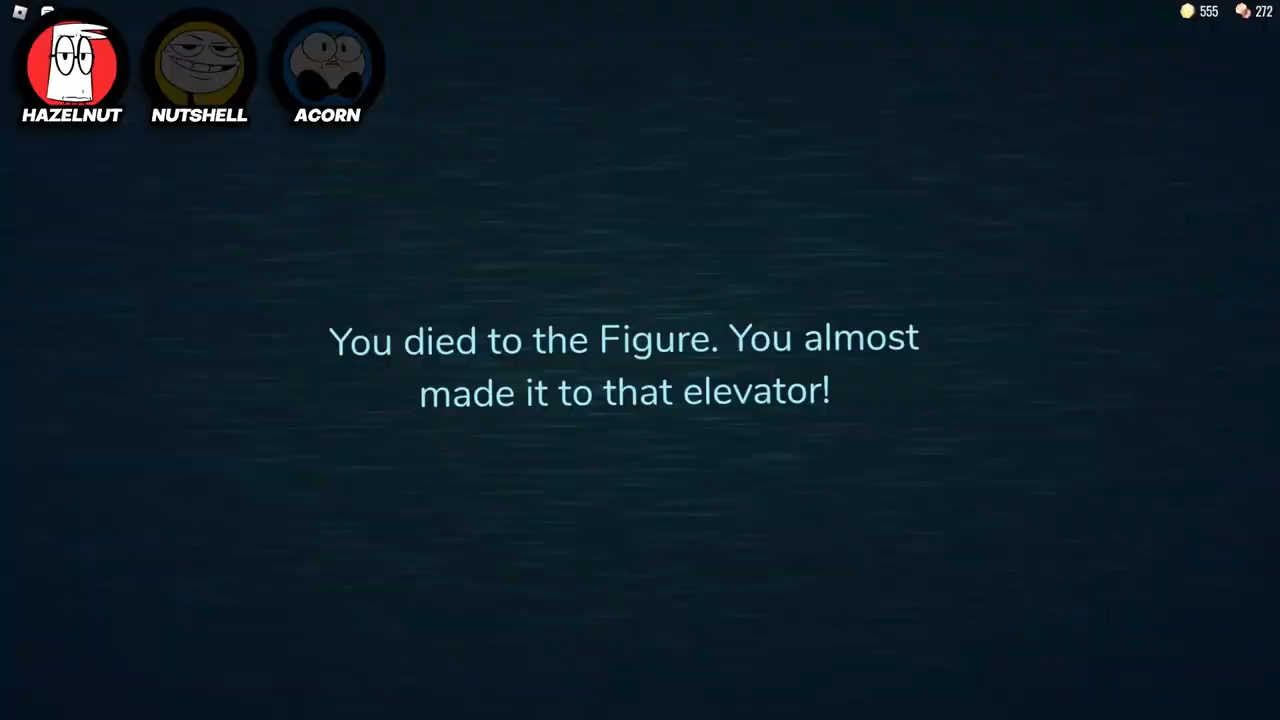 555
272
HAZELNUT
NUTSHELL
ACORN
You died to the Figure. You almost
made it to that elevator!